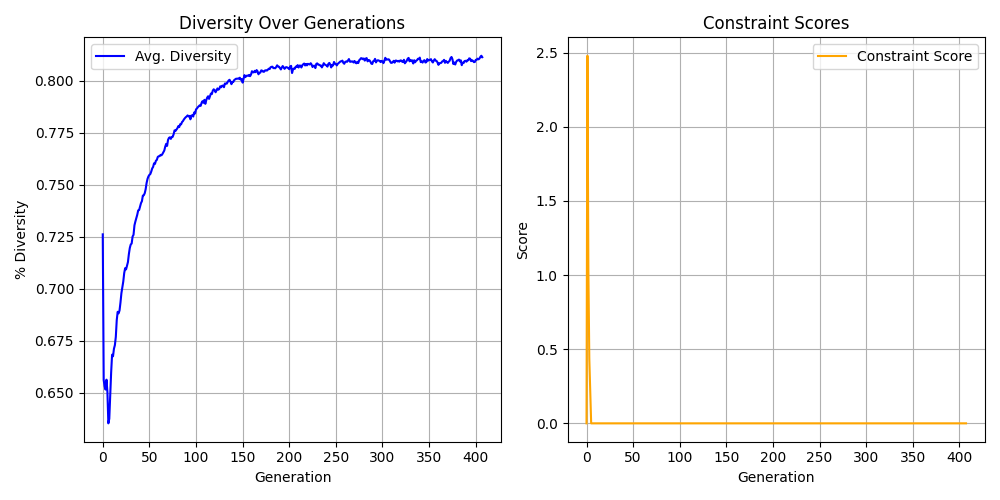 Diversity Over Generations
Avg. Diversity
% Diversity
0.800
0.775
0.750
0.725
0.700
0.675
0.650
0 50 100 150 200 250 300 350 400
Generation
Constraint Scores
Constraint Score
Score
2.5
2.0
1.5
1.0
0.5
0.0
0 50 100 150 200 250 300 350 400
Generation